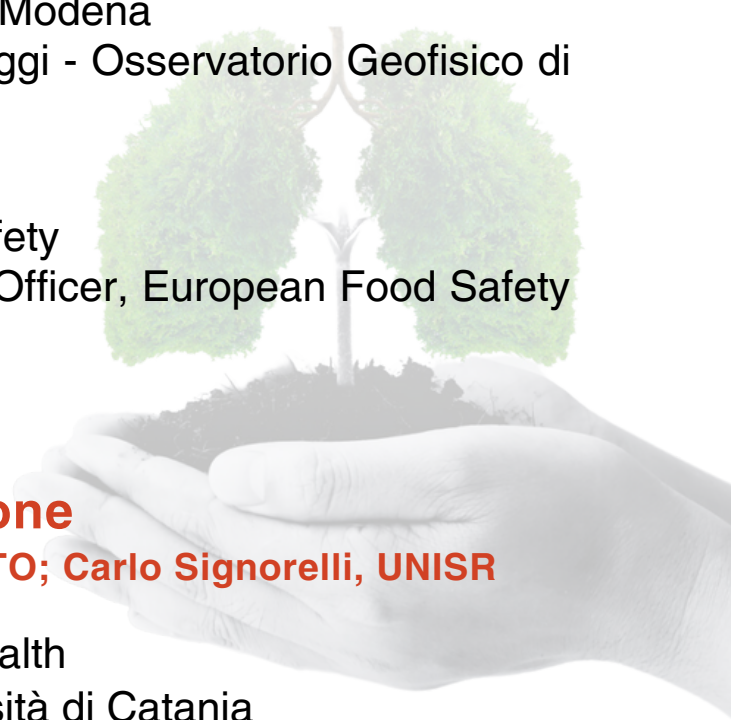 Modena
ggi - Osservatorio Geofisico di
fety
Officer, European Food Safety
one
TO; Carlo Signorelli, UNISR
alth
sità di Catania